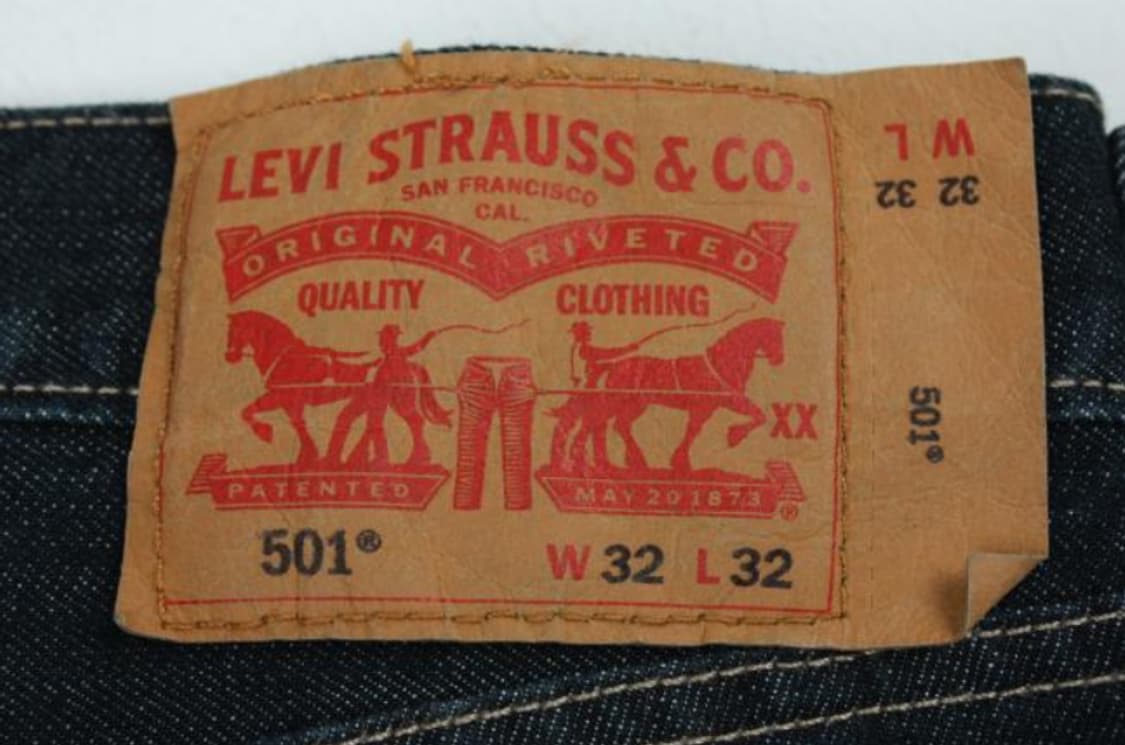 LEVI STRAUSS & CO.
SAN FRANCISCO
CAL.
ORIGINAL RIVETED
QUALITY CLOTHING
XX
PATENTED MAY 20 1873 ®
501® W 32 L 32
W L
32 32
501®